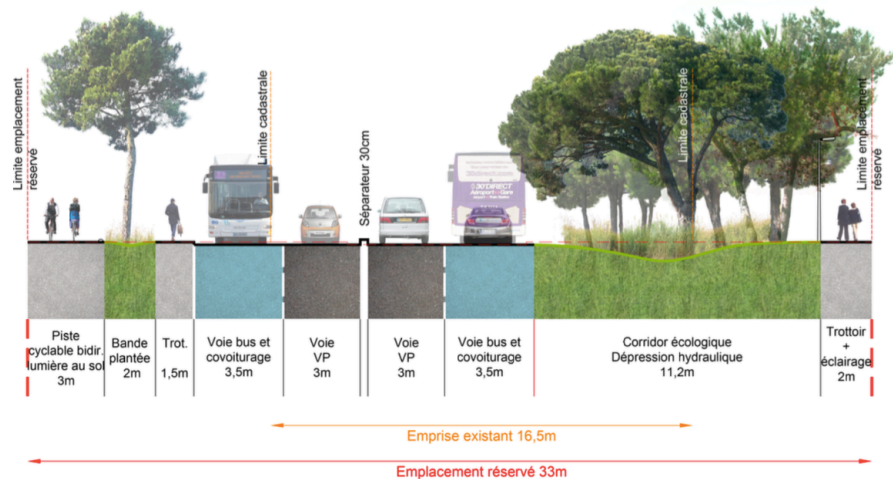 Limite emplacement
réservé
Limite cadastrale
Séparateur 30cm
Limite cadastrale
Limite emplacement
réservé
30'DIRECT
Aéroport Gare
Piste
cyclable bidir.
lumière au sol
3m
Bande
plantée
2m
Trot.
1,5m
Voie bus et
covoiturage
3,5m
Voie
VP
3m
Voie
VP
3m
Voie bus et
covoiturage
3,5m
Corridor écologique
Dépression hydraulique
11,2m
Trottoir
+
éclairage
2m
Emprise existant 16,5m
Emplacement réservé 33m